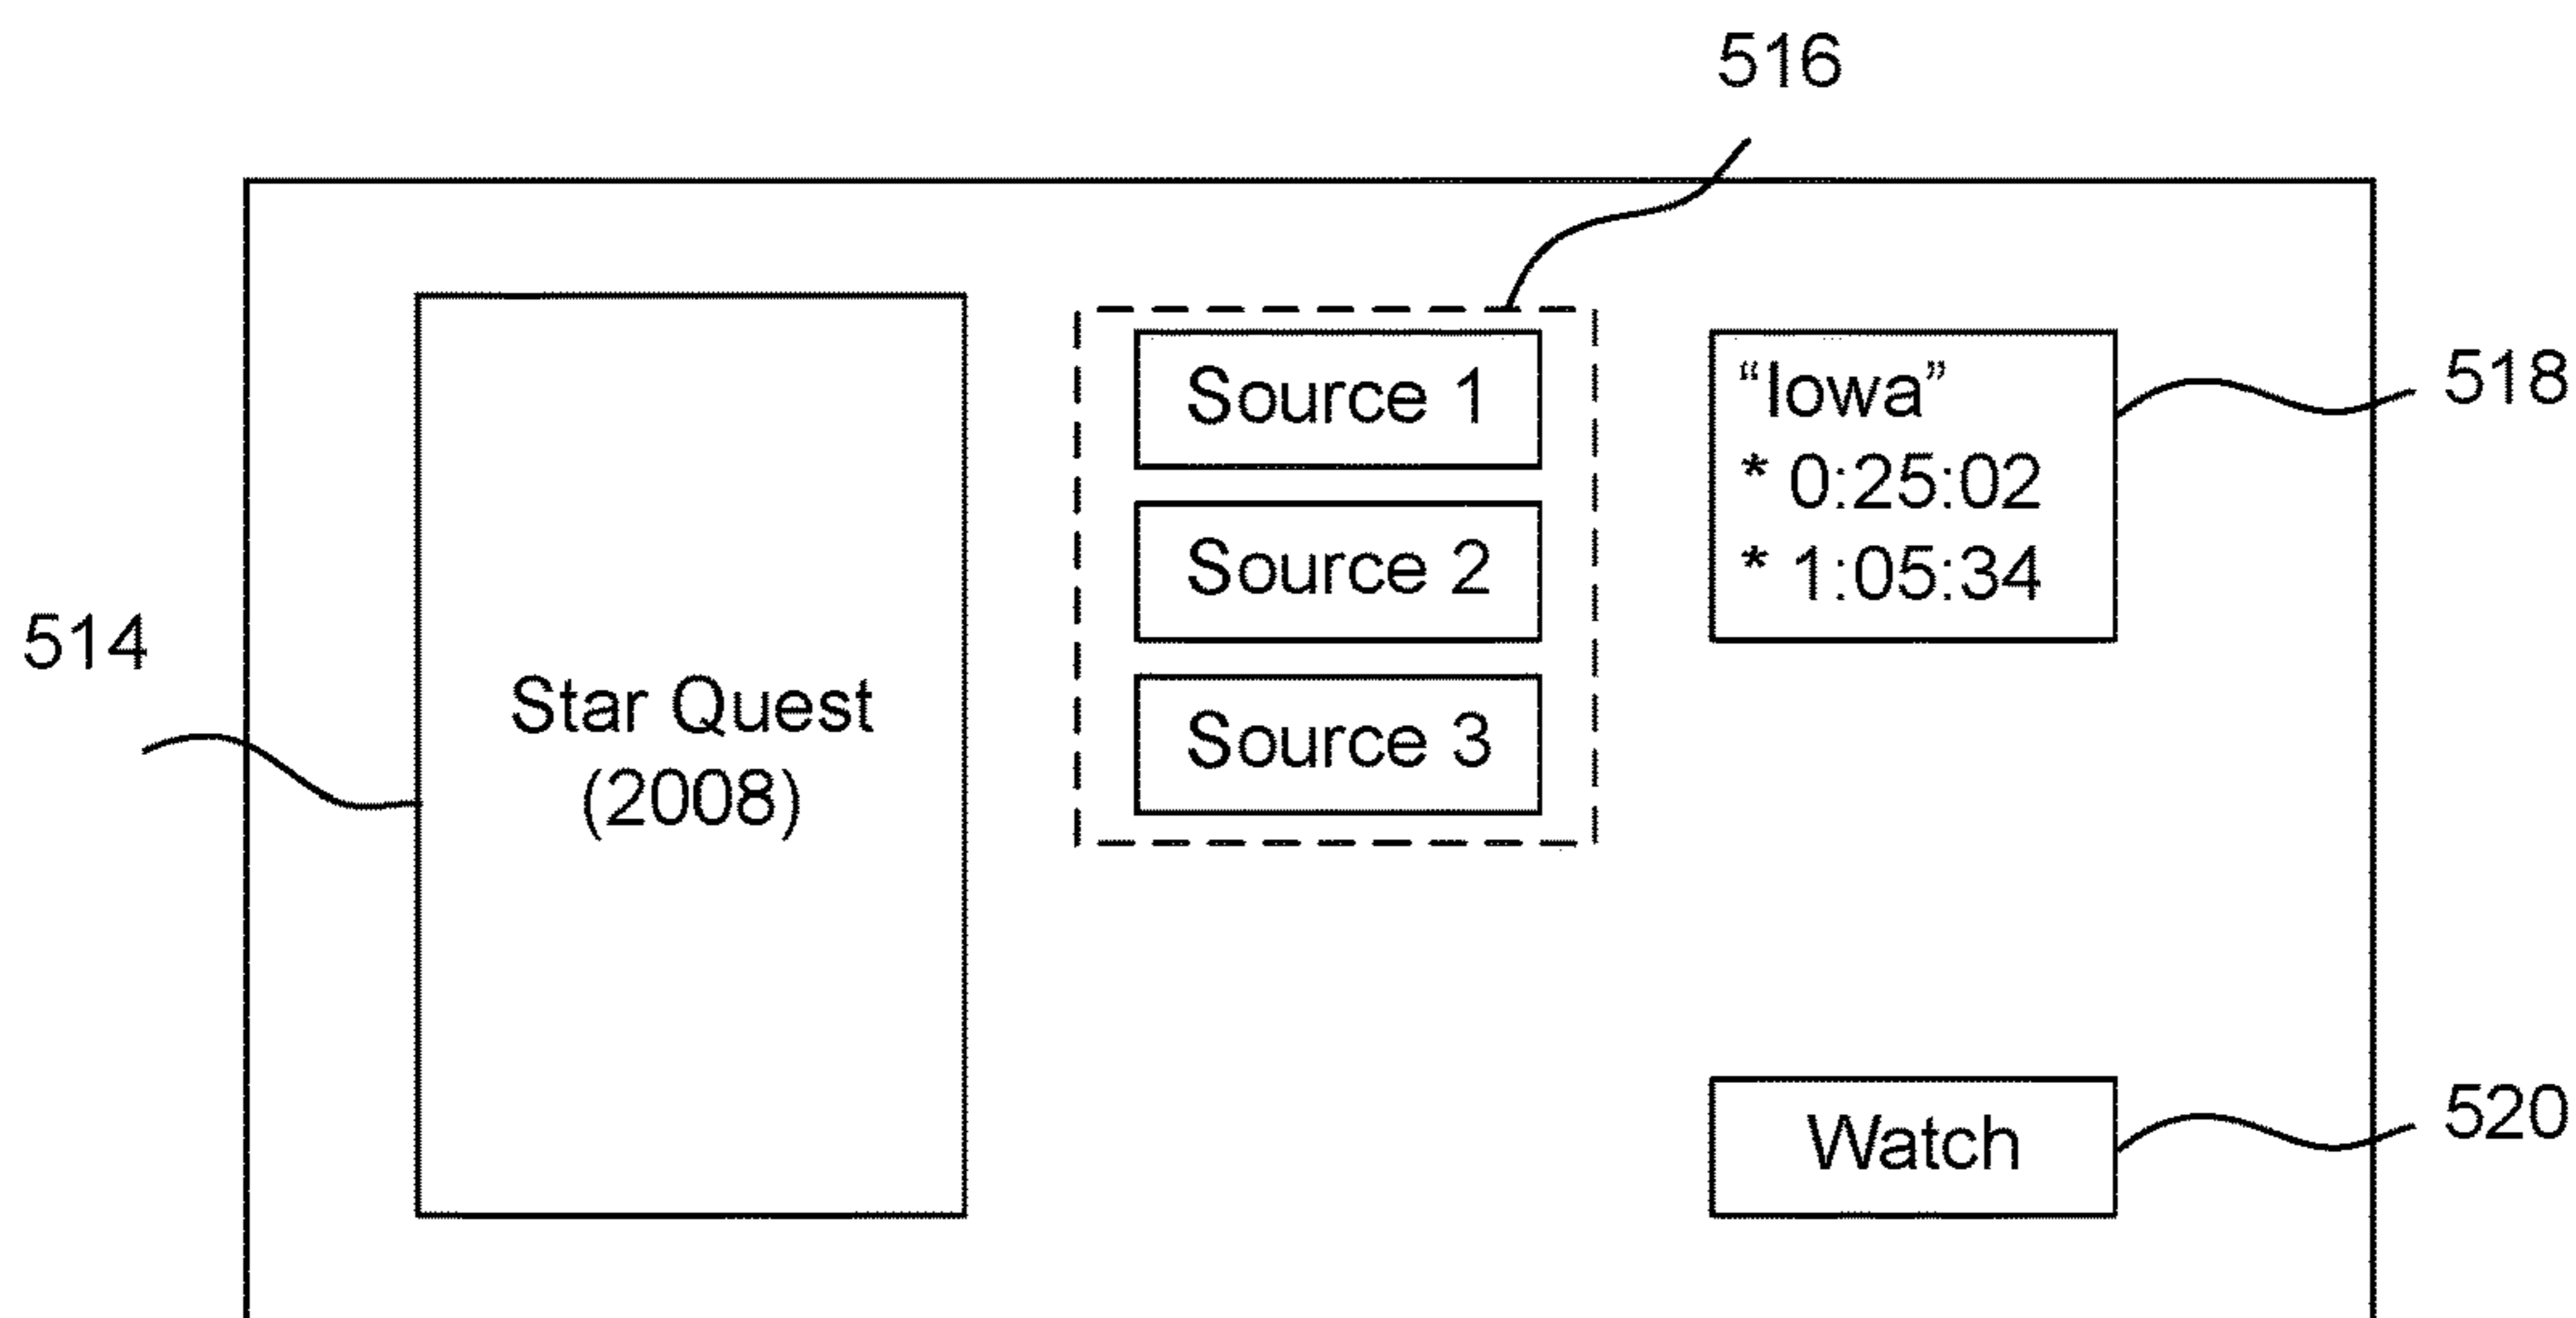 516
514
Star Quest
(2008)
Source 1
Source 2
Source 3
“Iowa”
* 0:25:02
* 1:05:34
518
Watch
520